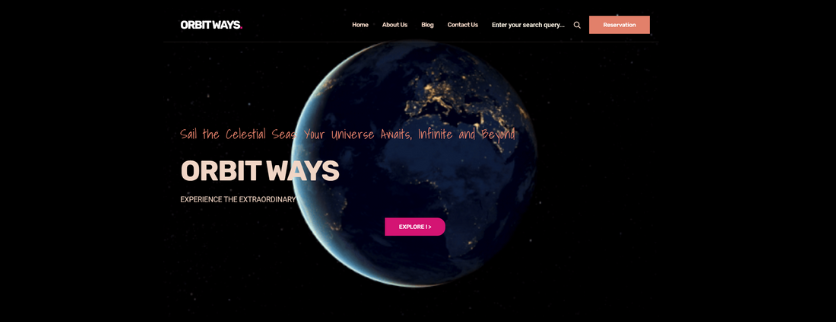 ORBIT WAYS.
Home About Us Blog Contact Us Enter your search query... Reservation
Sail the Celestial Seas: Your Universe Awaits, Infinite and Beyond
ORBIT WAYS
EXPERIENCE THE EXTRAORDINARY
EXPLORE ! >